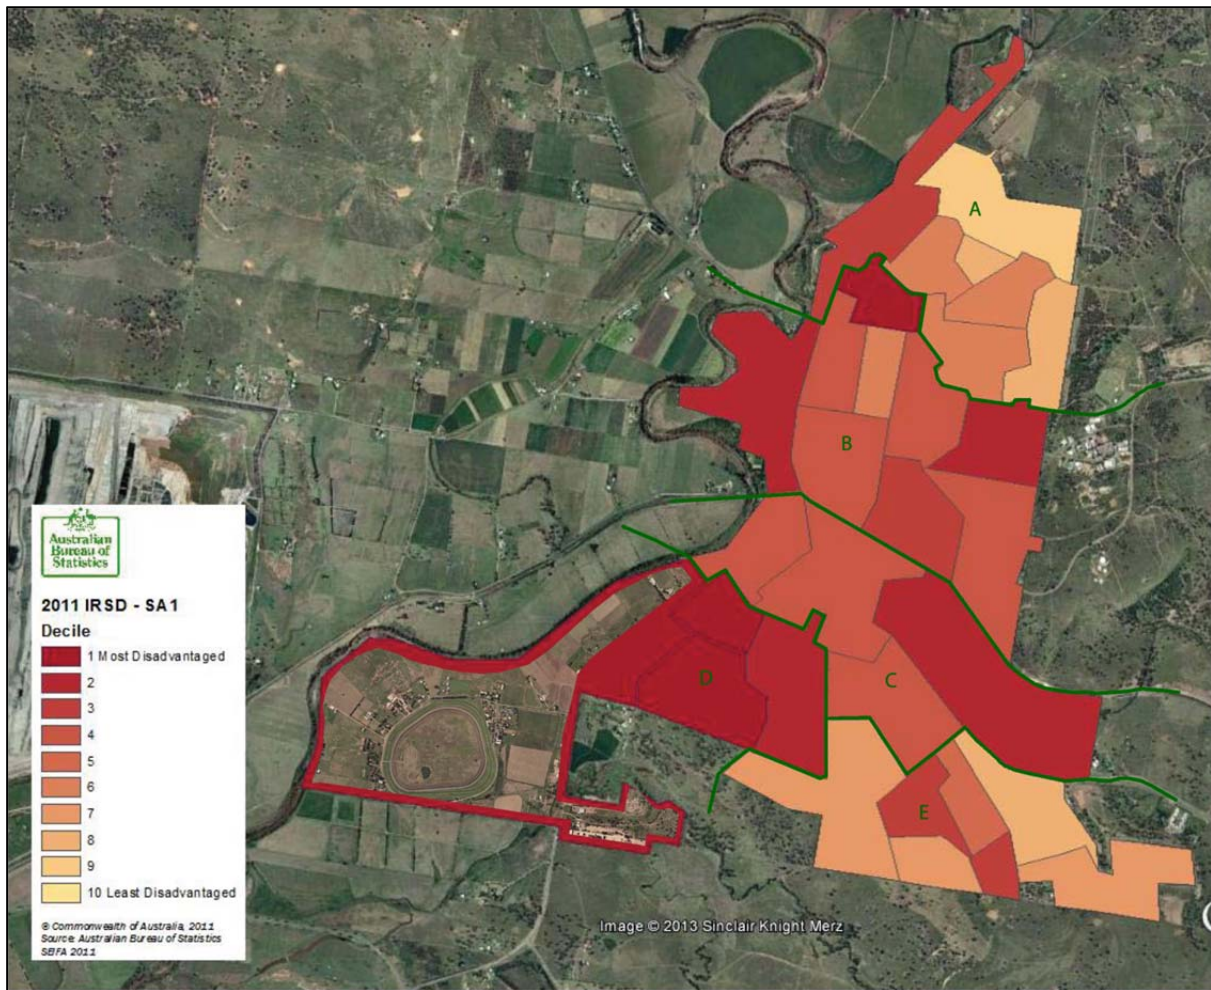 A
B
D
C
E
Australian
Bureau of
Statistics
2011 IRSD - SA1
Decile
1 Most Disadvantaged
2
3
4
5
6
7
8
9
10 Least Disadvantaged
© Commonwealth of Australia, 2011
Source: Australian Bureau of Statistics
SEIFA 2011
Image © 2013 Sinclair Knight Merz